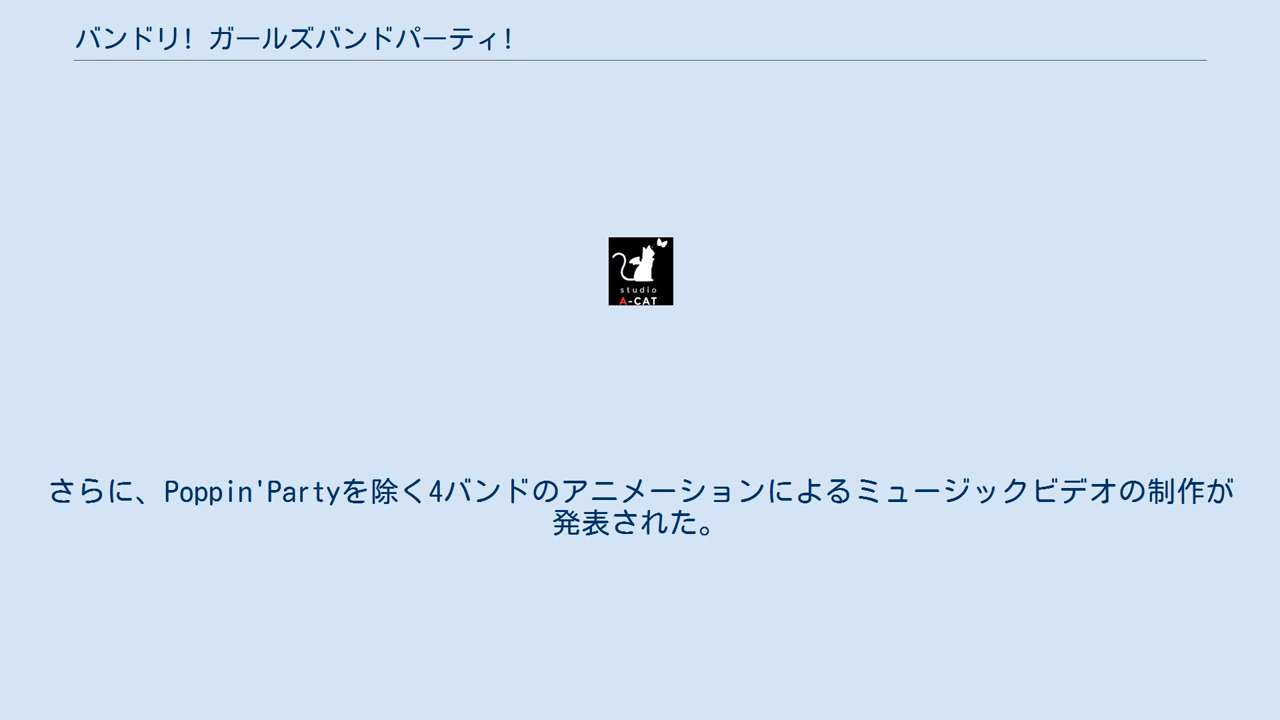 バンドリ! ガールズバンドパーティ!
studio
A-CAT
さらに、Poppin'Partyを除く4バンドのアニメーションによるミュージックビデオの制作が
発表された。